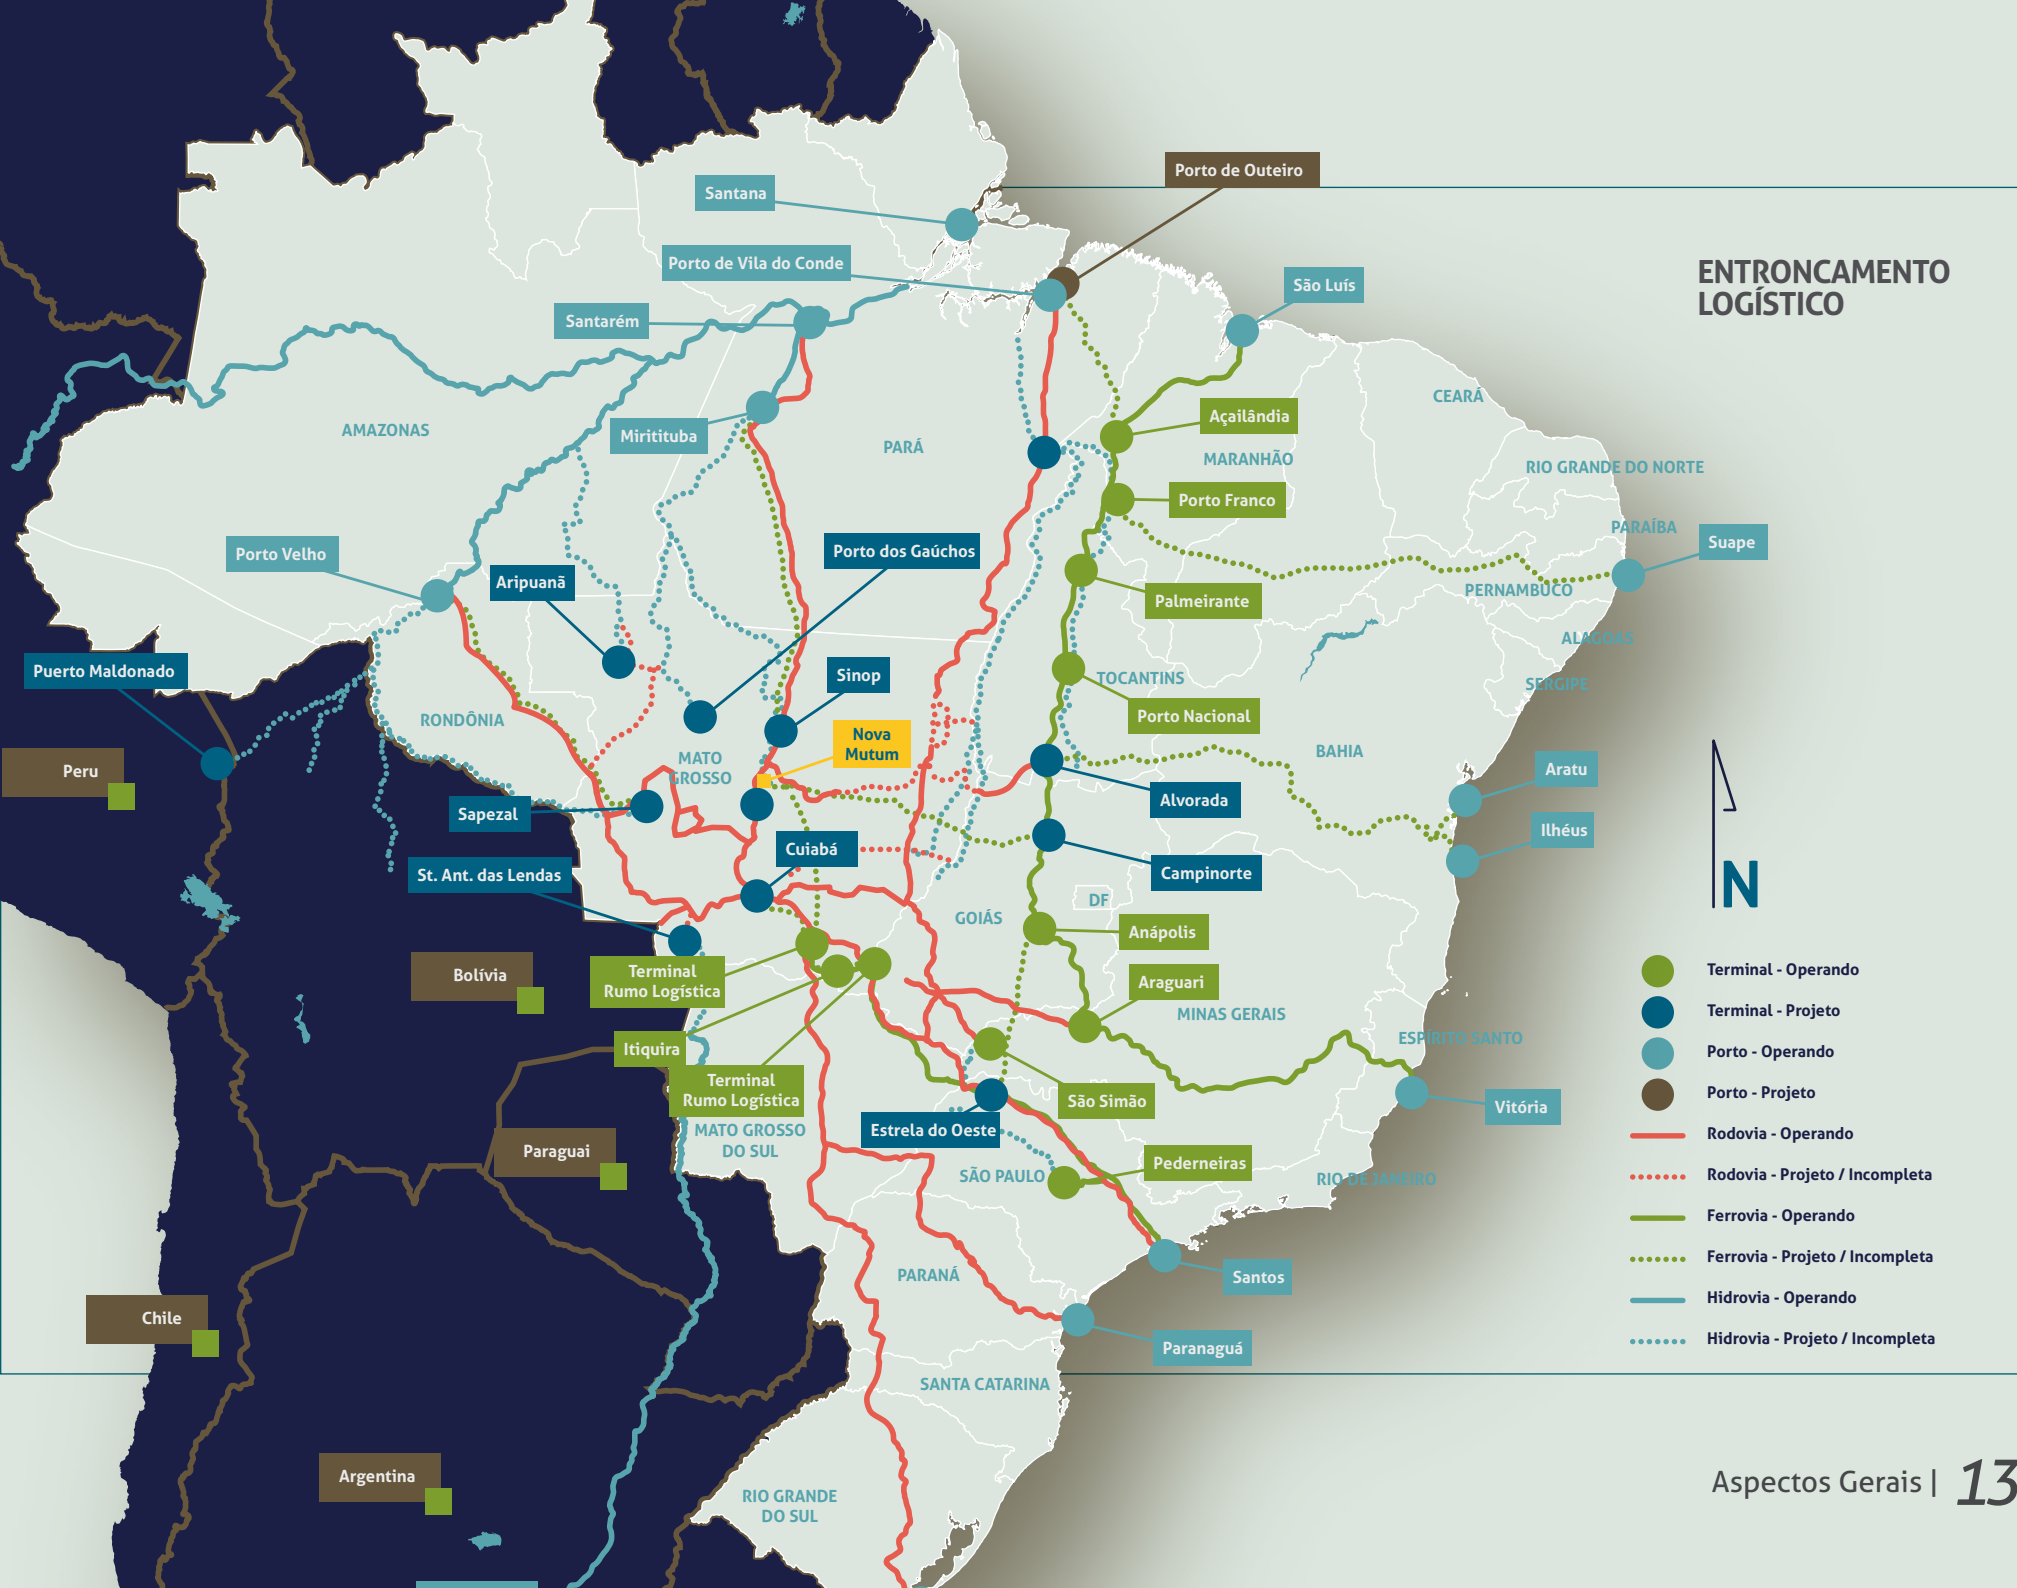 Porto de Outeiro
Santana
Porto de Vila do Conde
São Luís
Santarém
ENTRONCAMENTO
LOGÍSTICO
CEARÁ
Açailândia
AMAZONAS
Miritituba
PARÁ
MARANHÃO
RIO GRANDE DO NORTE
Porto Franco
PARAÍBA
Suape
Porto Velho
Porto dos Gaúchos
Aripuanã
PERNAMBUCO
Palmeirante
ALAGOAS
Puerto Maldonado
Sinop
TOCANTINS
SERGIPE
RONDÔNIA
Porto Nacional
Nova
Mutum
MATO
GROSSO
BAHIA
Peru
Aratu
Alvorada
Sapezal
Ilhéus
Cuiabá
St. Ant. das Lendas
Campinorte
N
DF
GOIÁS
Anápolis
Bolívia
Terminal
Rumo Logística
Araguari
MINAS GERAIS
ESPÍRITO SANTO
Itiquira
Terminal
Rumo Logística
São Simão
Vitória
Estrela do Oeste
MATO GROSSO
DO SUL
Paraguai
Pederneiras
SÃO PAULO
RIO DE JANEIRO
PARANÁ
Santos
Chile
Paranaguá
SANTA CATARINA
Argentina
RIO GRANDE
DO SUL
Terminal - Operando
Terminal - Projeto
Porto - Operando
Porto - Projeto
Rodovia - Operando
Rodovia - Projeto / Incompleta
Ferrovia - Operando
Ferrovia - Projeto / Incompleta
Hidrovia - Operando
Hidrovia - Projeto / Incompleta
Aspectos Gerais | 13